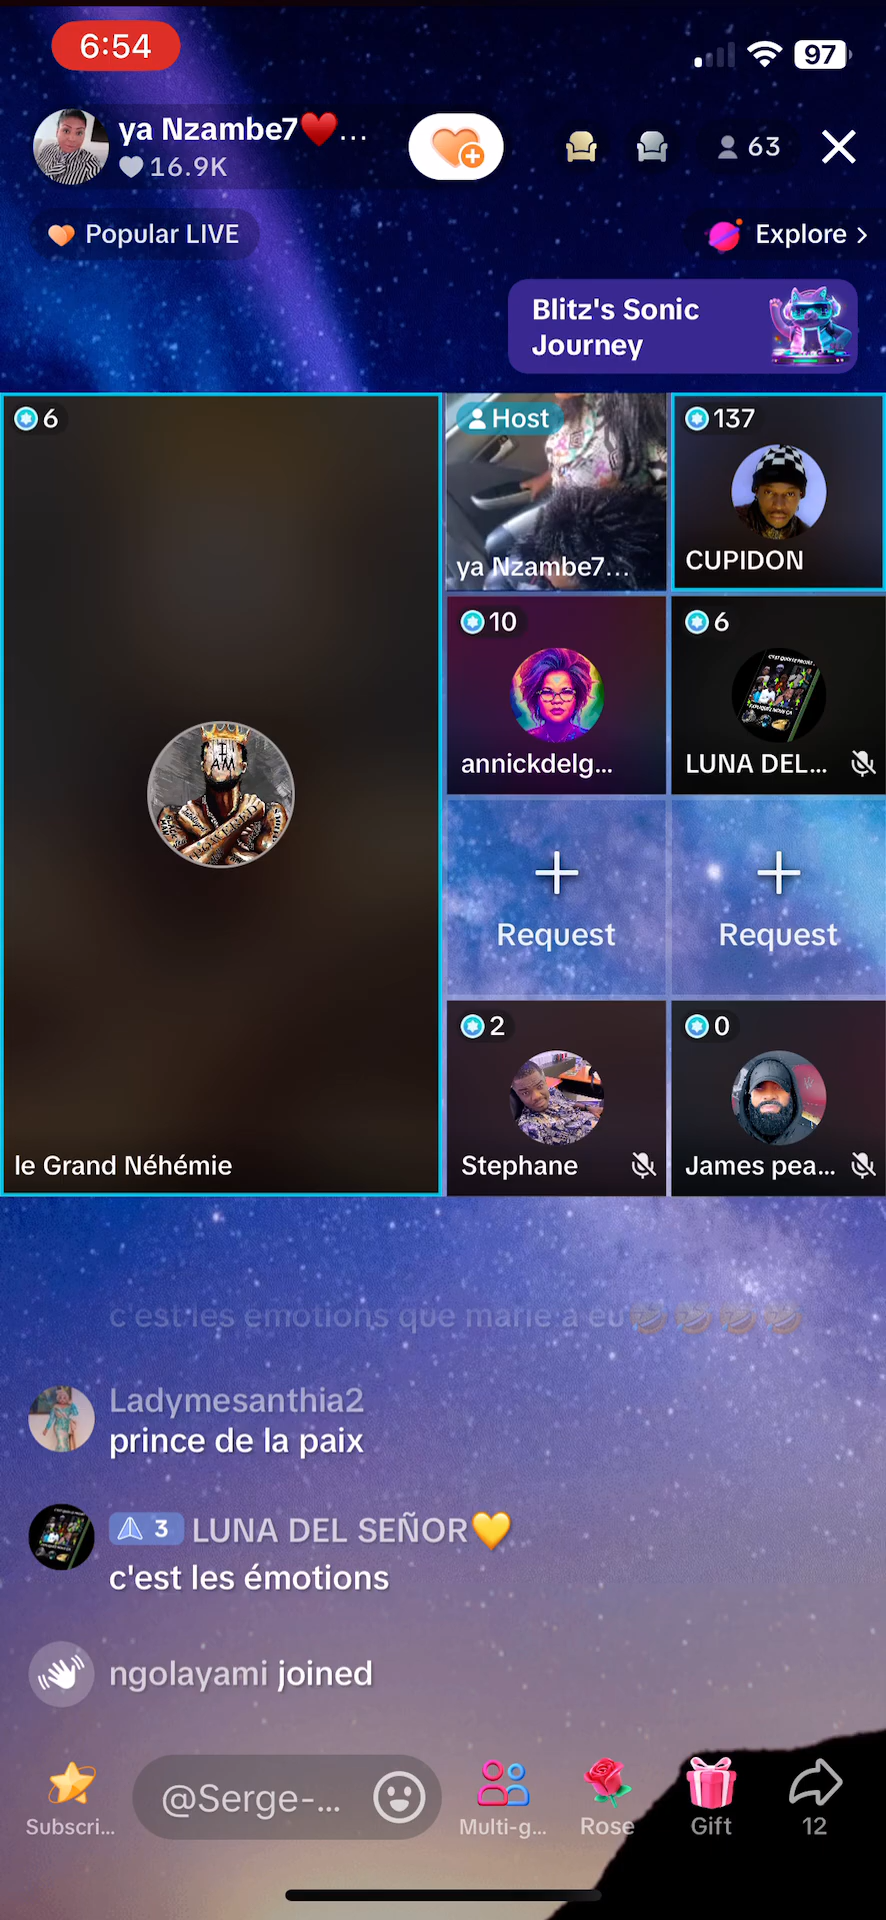 6:54
97
ya Nzambe7❤️...
16.9K
63
Popular LIVE
Explore >
Blitz's Sonic
Journey
6
Host
137
ya Nzambe7...
CUPIDON
10
6
I
AM
annickdelg...
LUNA DEL...
+
+
Request
Request
2
0
le Grand Néhémie
Stephane
James pea...
c'est les émotions que marie a eu🤣🤣🤣🤣
Ladymesanthia2
prince de la paix
3 LUNA DEL SEÑOR💛
c'est les émotions
ngolayami joined
@Serge-...
Subscri...
Multi-g...
Rose
Gift
12